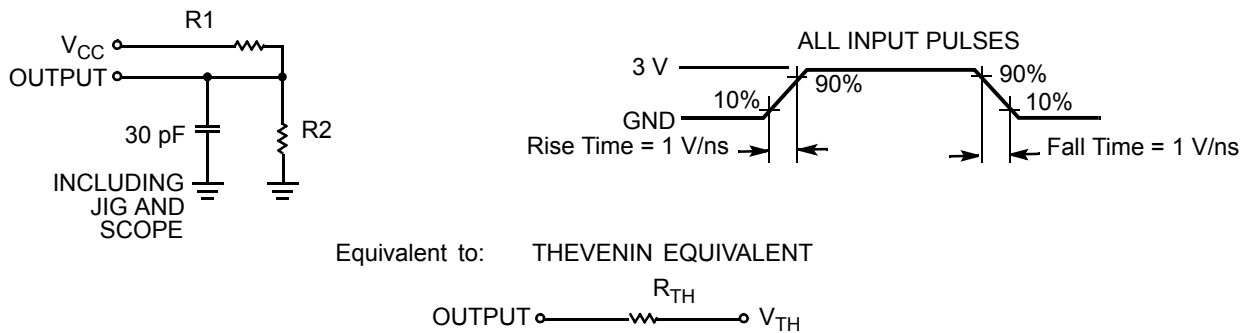 R1
VCC
OUTPUT
30 pF
R2
INCLUDING
JIG AND
SCOPE
ALL INPUT PULSES
3 V
90%
90%
10%
10%
GND
Rise Time = 1 V/ns
Fall Time = 1 V/ns
Equivalent to: THEVENIN EQUIVALENT
RTH
OUTPUT
VTH